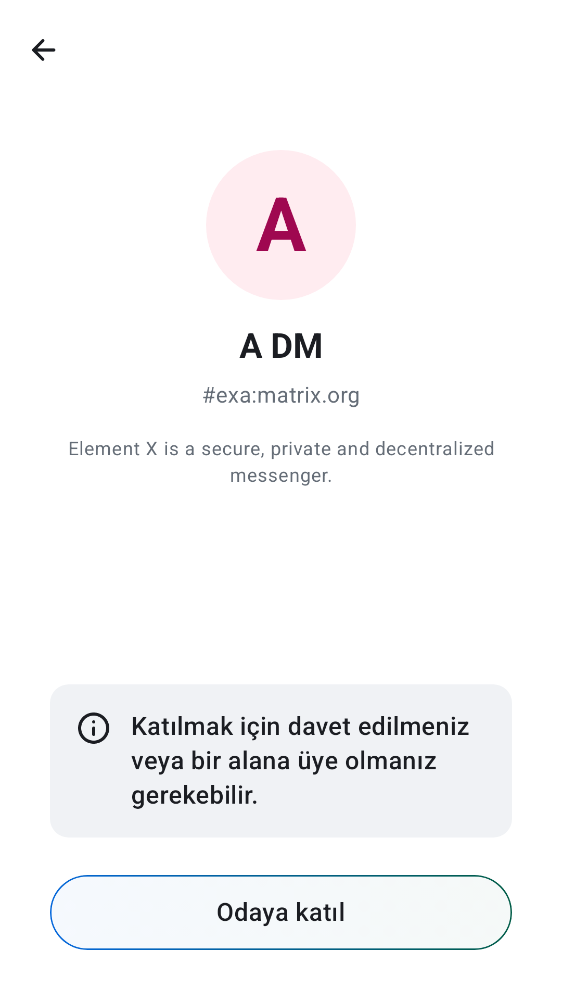 A
A DM
#exa:matrix.org
Element X is a secure, private and decentralized
messenger.
Katılmak için davet edilmeniz
veya bir alana üye olmanız
gerekebilir.
Odaya katıl